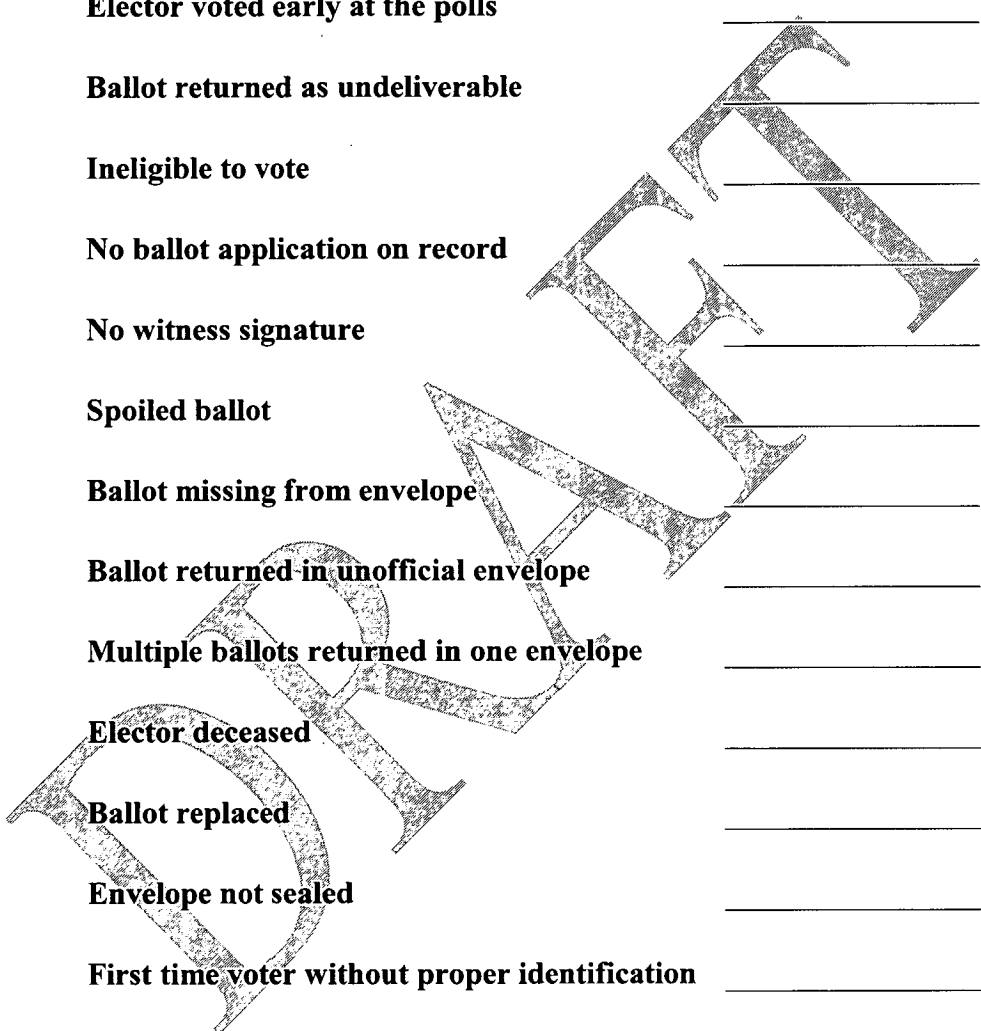 Elector voted early at the polls
Ballot returned as undeliverable
Ineligible to vote
No ballot application on record
No witness signature
Spoiled ballot
Ballot missing from envelope
Ballot returned in unofficial envelope
Multiple ballots returned in one envelope
Elector deceased
Ballot replaced
Envelope not sealed
First time voter without proper identification
DRAFT